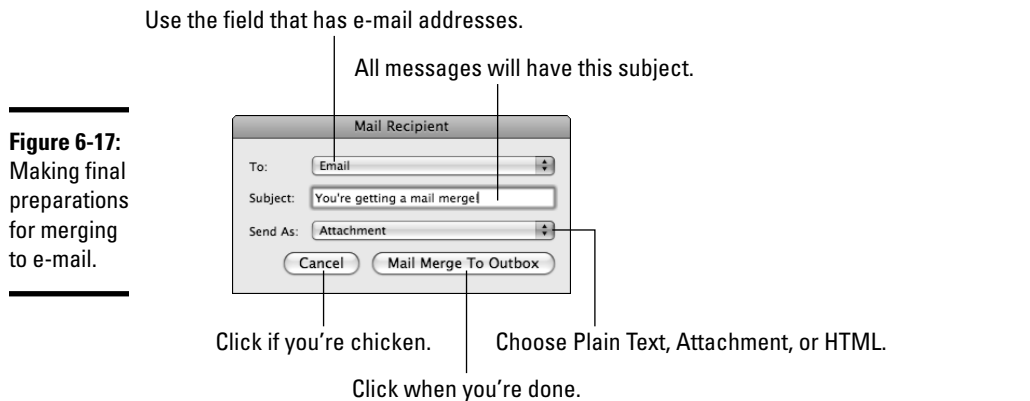 Use the field that has e-mail addresses.
All messages will have this subject.
Figure 6-17:
Making final
preparations
for merging
to e-mail.
Mail Recipient
To: Email
Subject: You're getting a mail merge!
Send As: Attachment
Cancel Mail Merge To Outbox
Click if you’re chicken. Choose Plain Text, Attachment, or HTML.
Click when you’re done.